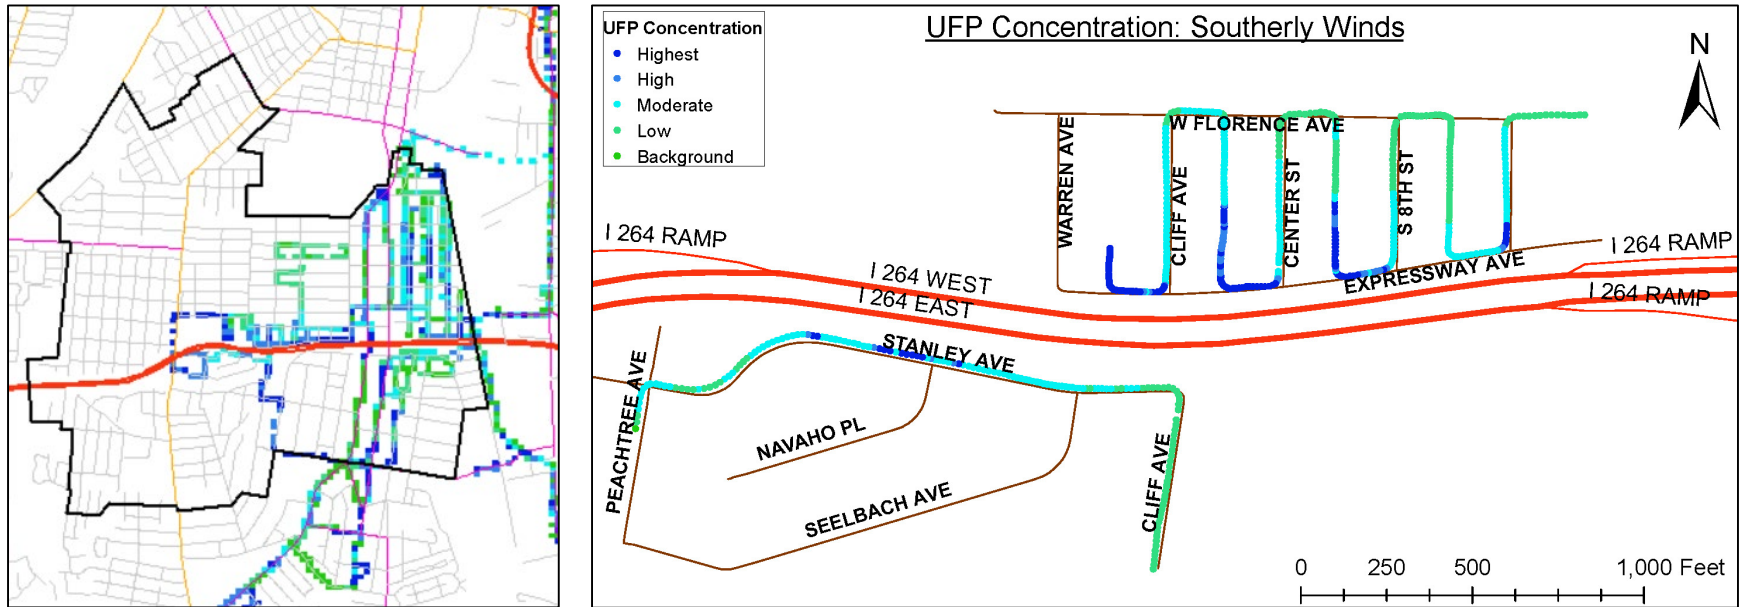 UFP Concentration: Southerly Winds
UFP Concentration
Highest
High
Moderate
Low
Background
N
W FLORENCE AVE
WARREN AVE
CLIFF AVE
CENTER ST
S 8TH ST
I 264 RAMP
I 264 RAMP
I 264 WEST
EXPRESSWAY AVE
I 264 EAST
I 264 RAMP
STANLEY AVE
PEACHTREE AVE
NAVAHO PL
SEELBACH AVE
CLIFF AVE
0 250 500 1,000 Feet